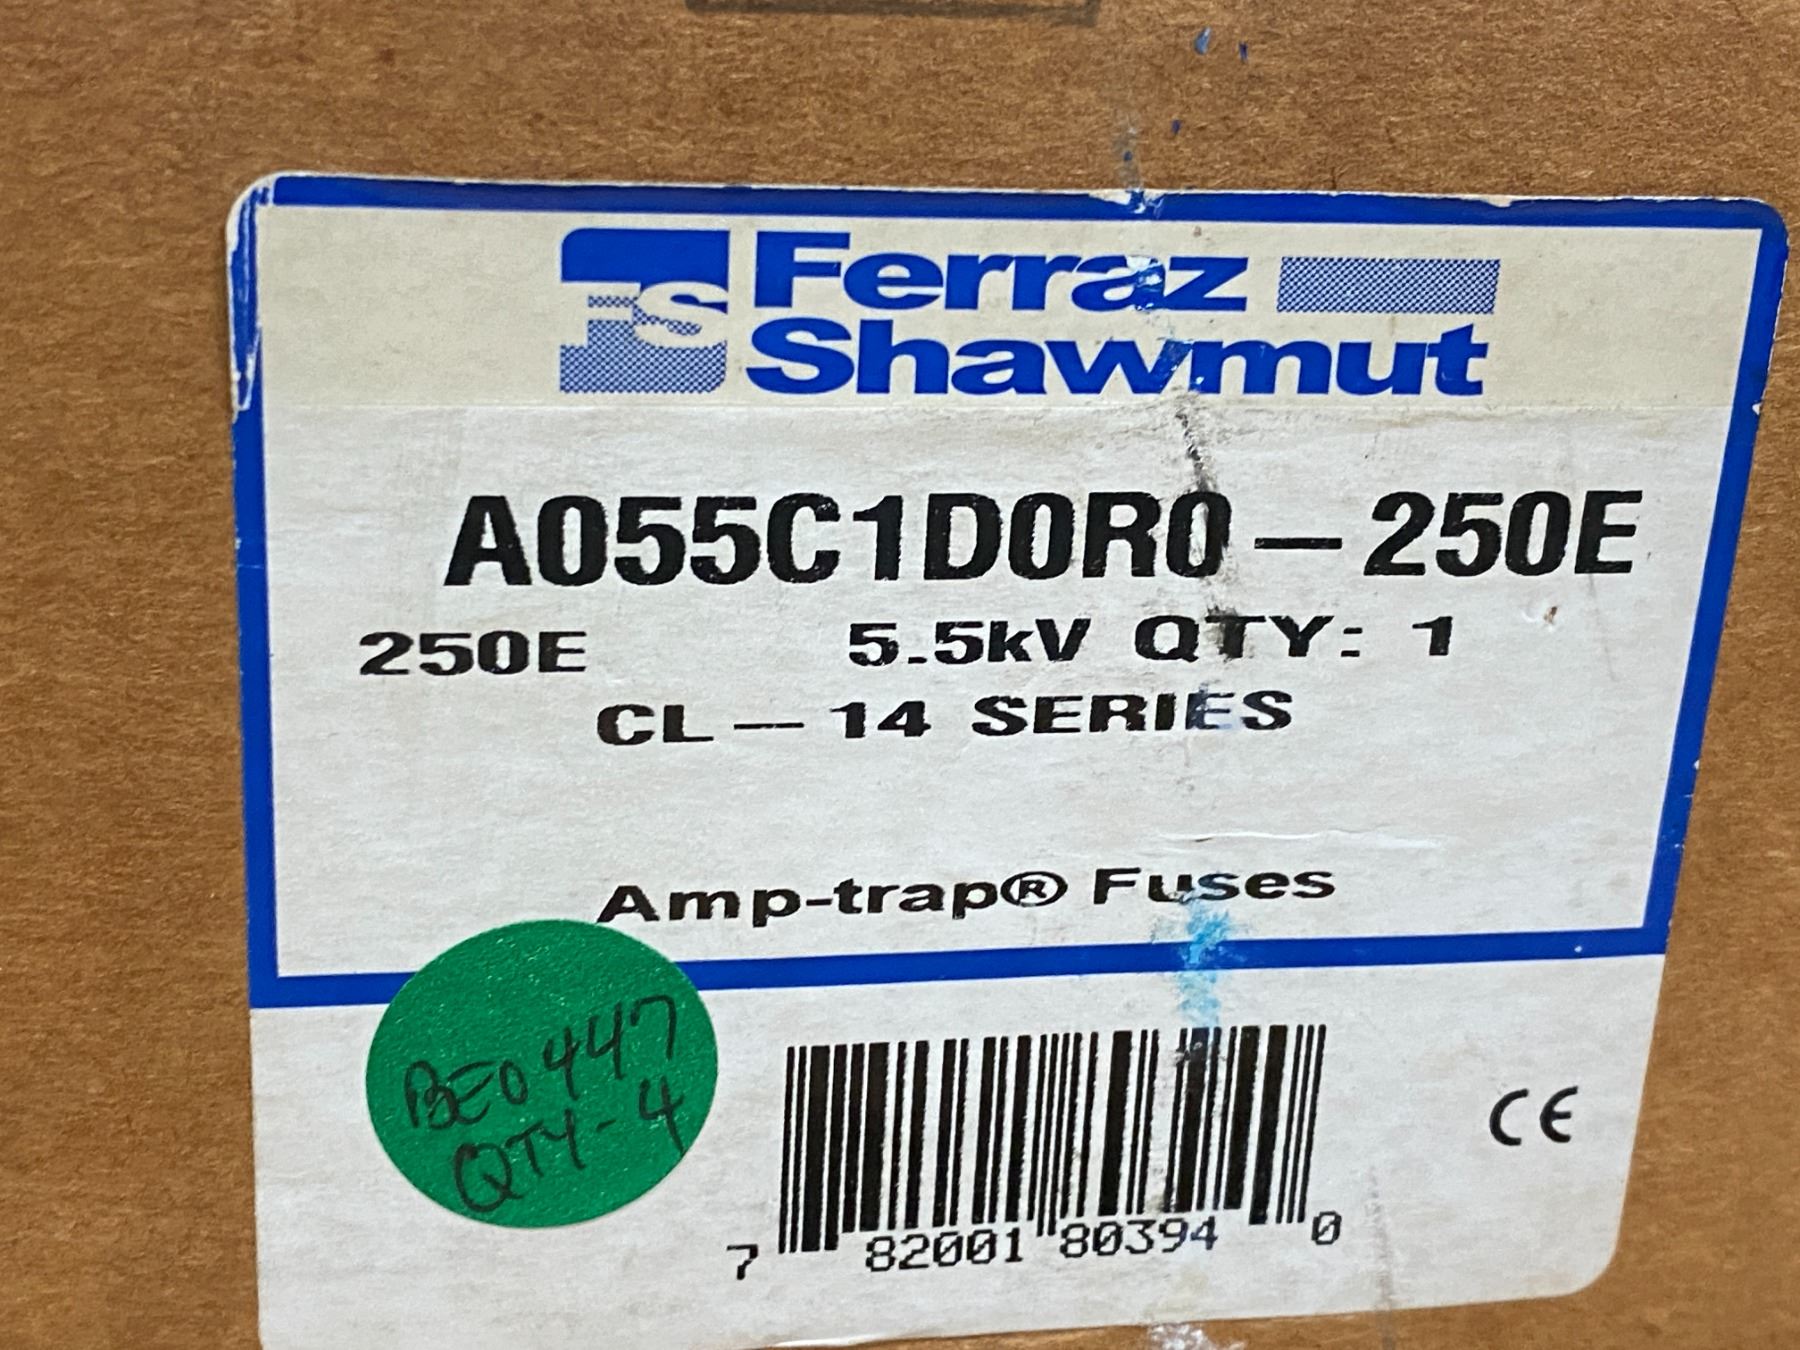 FS
Ferraz
Shawmut
A055C1D0R0-250E
250E 5.5kV QTY: 1
CL-14 SERIES
Amp-trap® Fuses
BE0447
QTY-4
CE
7 82001 80394 0